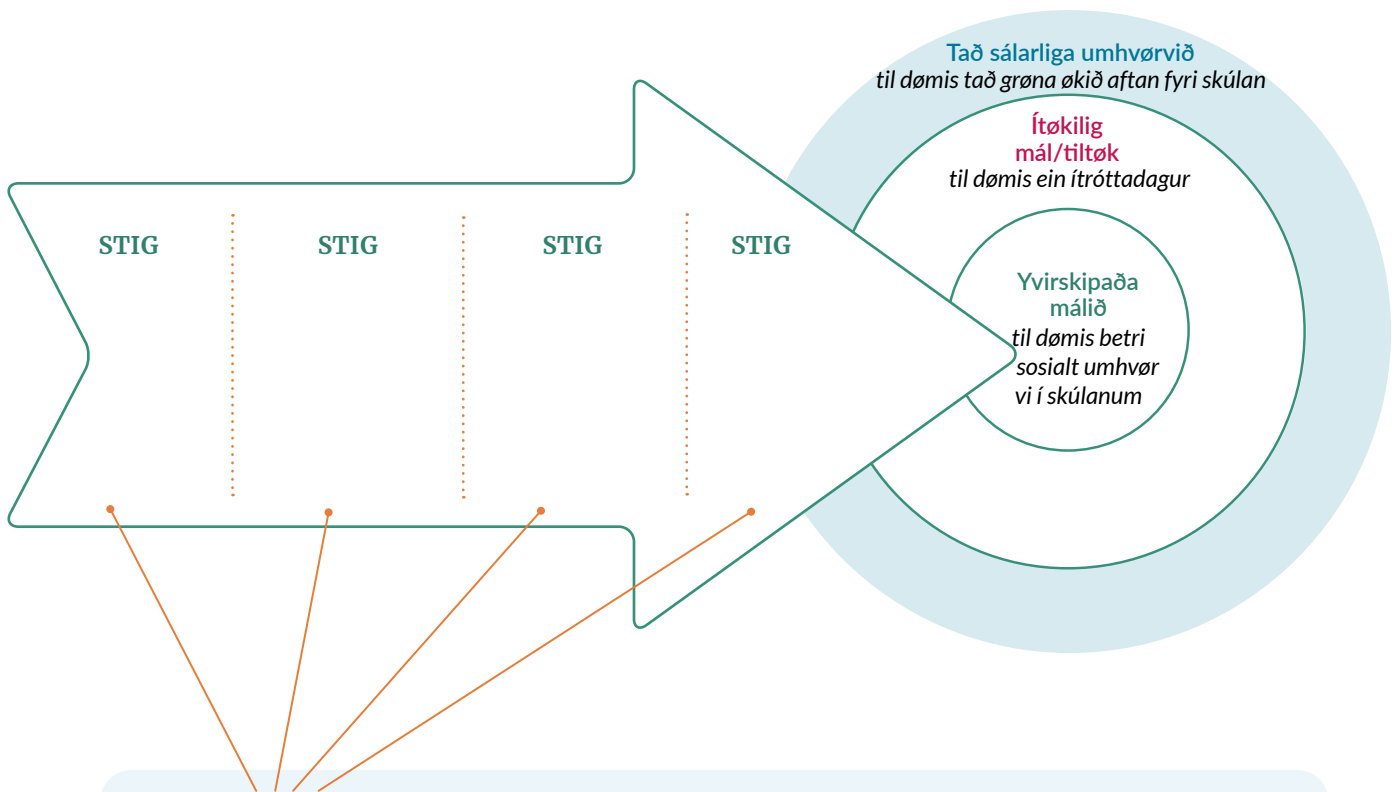 Tað sálarliga umhvørvið
til dømis tað grøna økið aftan fyri skúlan
Ítøkilig
mál/tiltøk
til dømis ein ítróttadagur
STIG
STIG
STIG
STIG
Yvirskipaða
málið
til dømis betri
sosialt umhvør
vi í skúlanum